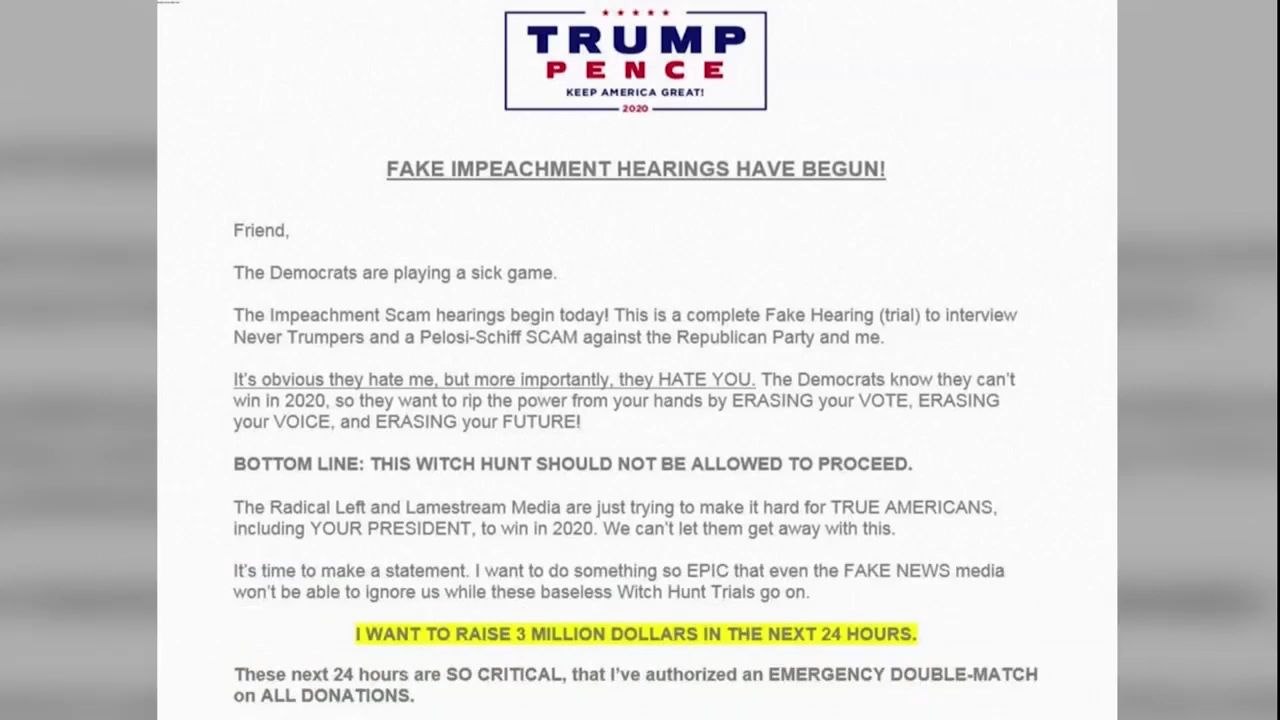 TRUMP
PENCE
KEEP AMERICA GREAT!
2020
FAKE IMPEACHMENT HEARINGS HAVE BEGUN!
Friend,
The Democrats are playing a sick game.
The Impeachment Scam hearings begin today! This is a complete Fake Hearing (trial) to interview
Never Trumpers and a Pelosi-Schiff SCAM against the Republican Party and me.
It's obvious they hate me, but more importantly, they HATE YOU. The Democrats know they can't
win in 2020, so they want to rip the power from your hands by ERASING your VOTE, ERASING
your VOICE, and ERASING your FUTURE!
BOTTOM LINE: THIS WITCH HUNT SHOULD NOT BE ALLOWED TO PROCEED.
The Radical Left and Lamestream Media are just trying to make it hard for TRUE AMERICANS,
including YOUR PRESIDENT, to win in 2020. We can't let them get away with this.
It's time to make a statement. I want to do something so EPIC that even the FAKE NEWS media
won't be able to ignore us while these baseless Witch Hunt Trials go on.
I WANT TO RAISE 3 MILLION DOLLARS IN THE NEXT 24 HOURS.
These next 24 hours are SO CRITICAL, that I've authorized an EMERGENCY DOUBLE-MATCH
on ALL DONATIONS.